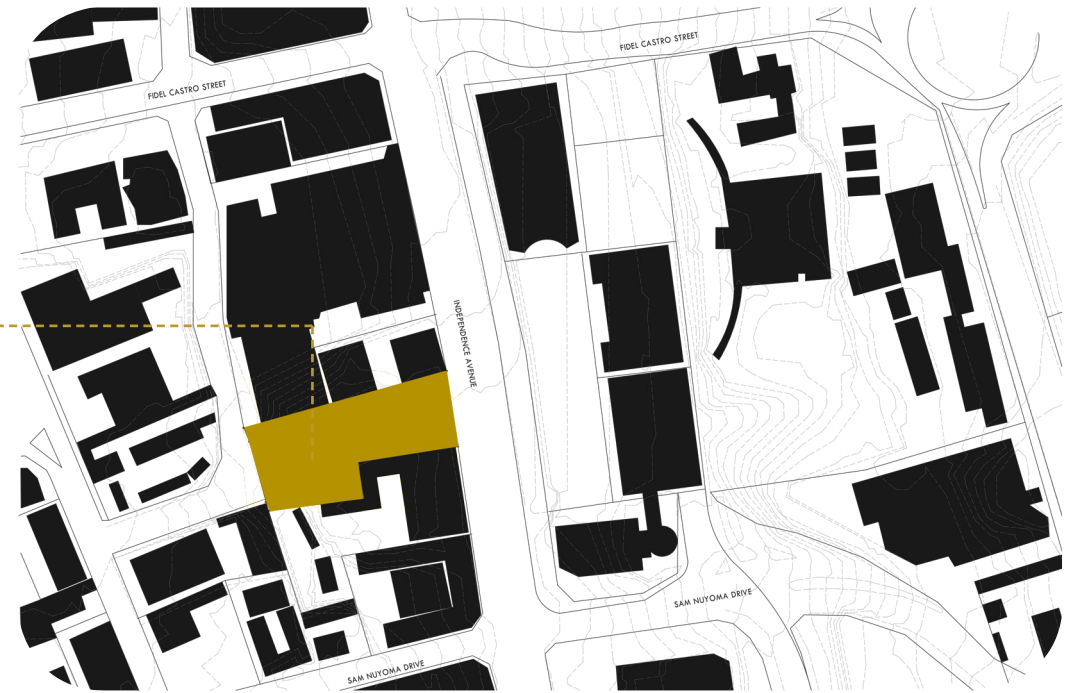 FIDEL CASTRO STREET
FIDEL CASTRO STREET
INDEPENDENCE AVENUE
SAM NUYOMA DRIVE
SAM NUYOMA DRIVE